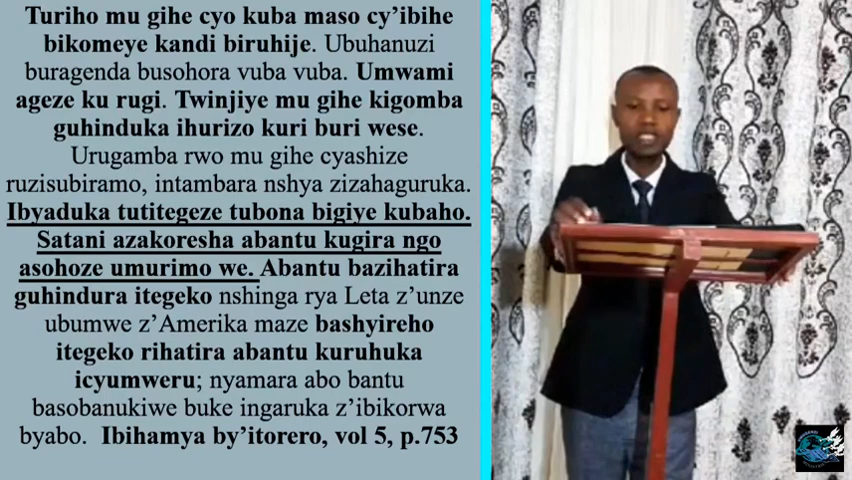 Turiho mu gihe cyo kuba maso cy’ibihe
bikomeye kandi biruhije. Ubuhanuzi
buragenda busohora vuba vuba. Umwami
ageze ku rugi. Twinjiye mu gihe kigomba
guhinduka ihurizo kuri buri wese.
Urugamba rwo mu gihe cyashize
ruzisubiramo, intambara nshya zizahaguruka.
Ibyaduka tutitegeze tubona bigiye kubaho.
Satani azakoresha abantu kugira ngo
asohoze umurimo we. Abantu bazihatira
guhindura itegeko nshinga rya Leta z’unze
ubumwe z’Amerika maze bashyireho
itegeko rihatira abantu kuruhuka
icyumweru; nyamara abo bantu
basobanukiwe buke ingaruka z’ibikorwa
byabo. Ibihamya by’itorero, vol 5, p.753